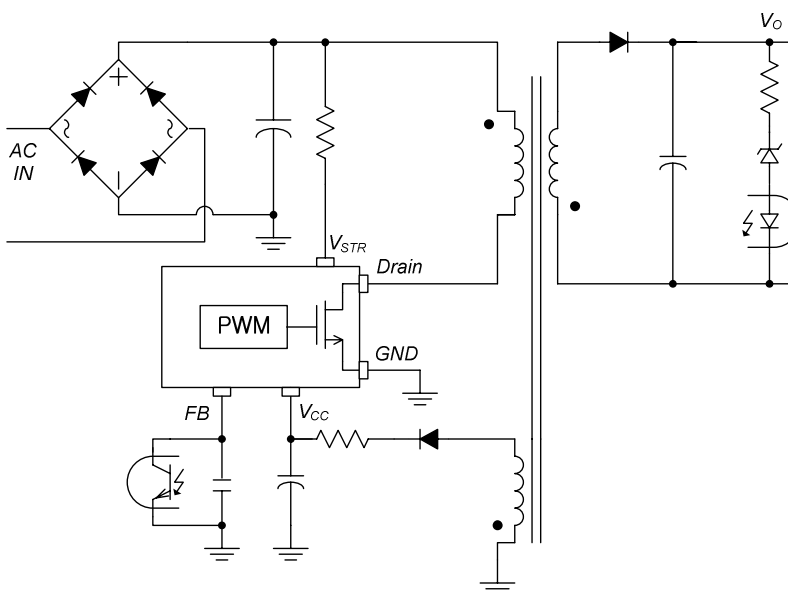 V_O
AC
IN
V_STR
Drain
PWM
GND
FB
V_CC